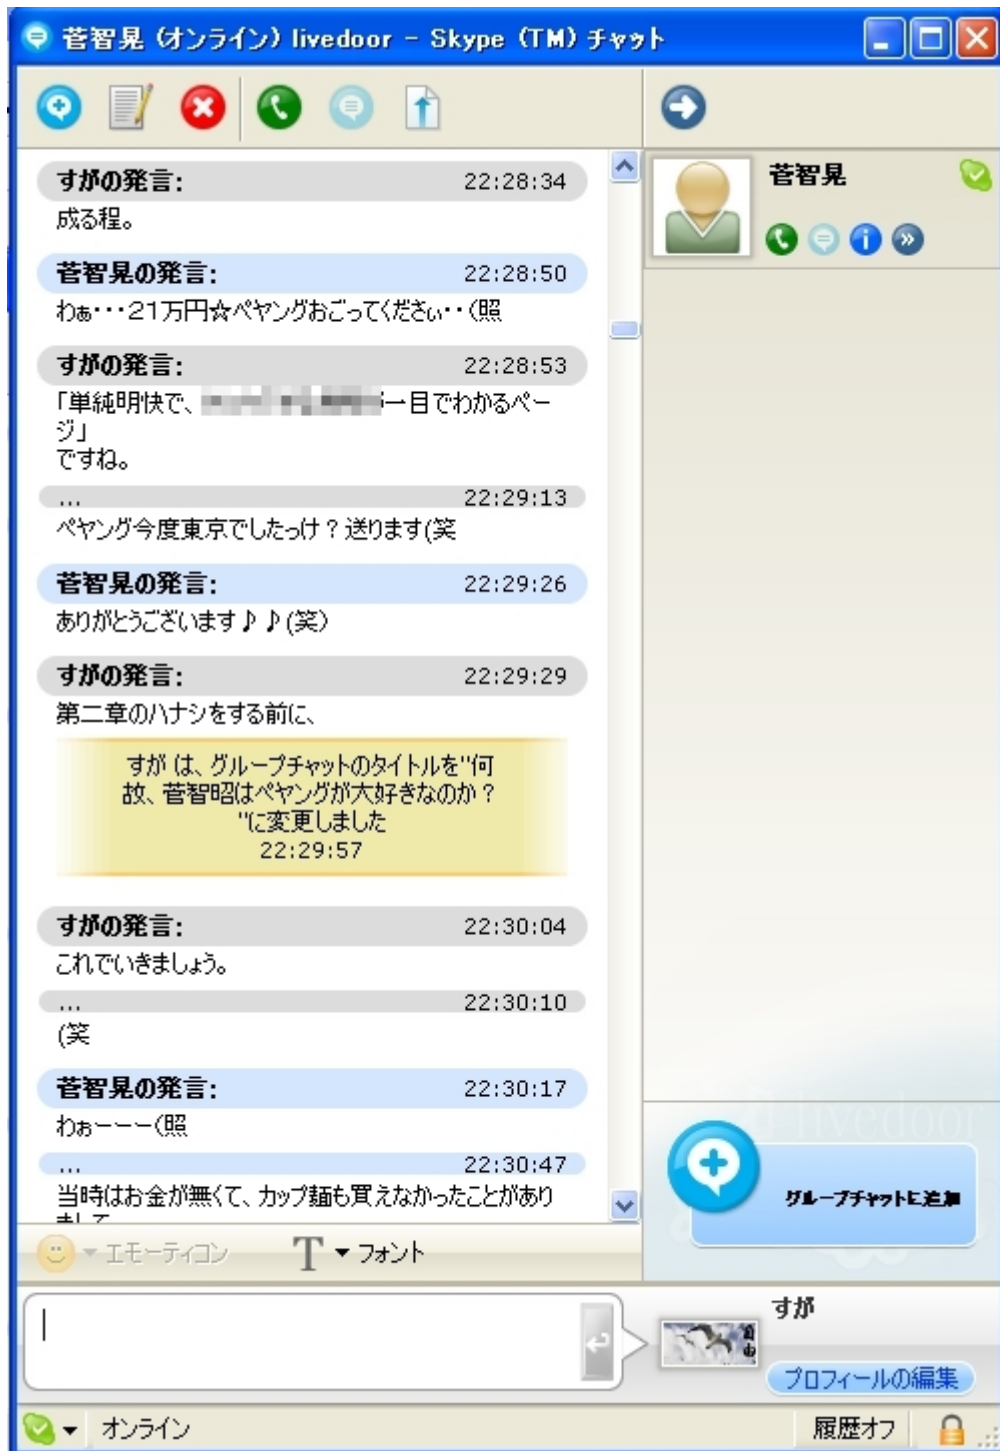 菅智晃 (オンライン) livedoor - Skype (TM) チャット
すがの発言: 22:28:34
成る程。
菅智晃の発言: 22:28:50
わぁ・・・21万円☆ペヤングおごってくださぃ・・(照
すがの発言: 22:28:53
「単純明快で、 一目でわかるペー
ジ」
ですね。
... 22:29:13
ペヤング今度東京でしたっけ？送ります(笑
菅智晃の発言: 22:29:26
ありがとうございます♪♪(笑)
すがの発言: 22:29:29
第二章のハナシをする前に、
すが は、グループチャットのタイトルを"何
故、菅智昭はペヤングが大好きなのか？
"に変更しました
22:29:57
すがの発言: 22:30:04
これでいきましょう。
... 22:30:10
(笑
菅智晃の発言: 22:30:17
わぉーーー(照
... 22:30:47
当時はお金が無くて、カップ麺も買えなかったことがあり
まして
菅智晃
livedoor
グループチャットに追加
エモーティコン
T フォント
すが
自由
プロフィールの編集
オンライン
履歴オフ